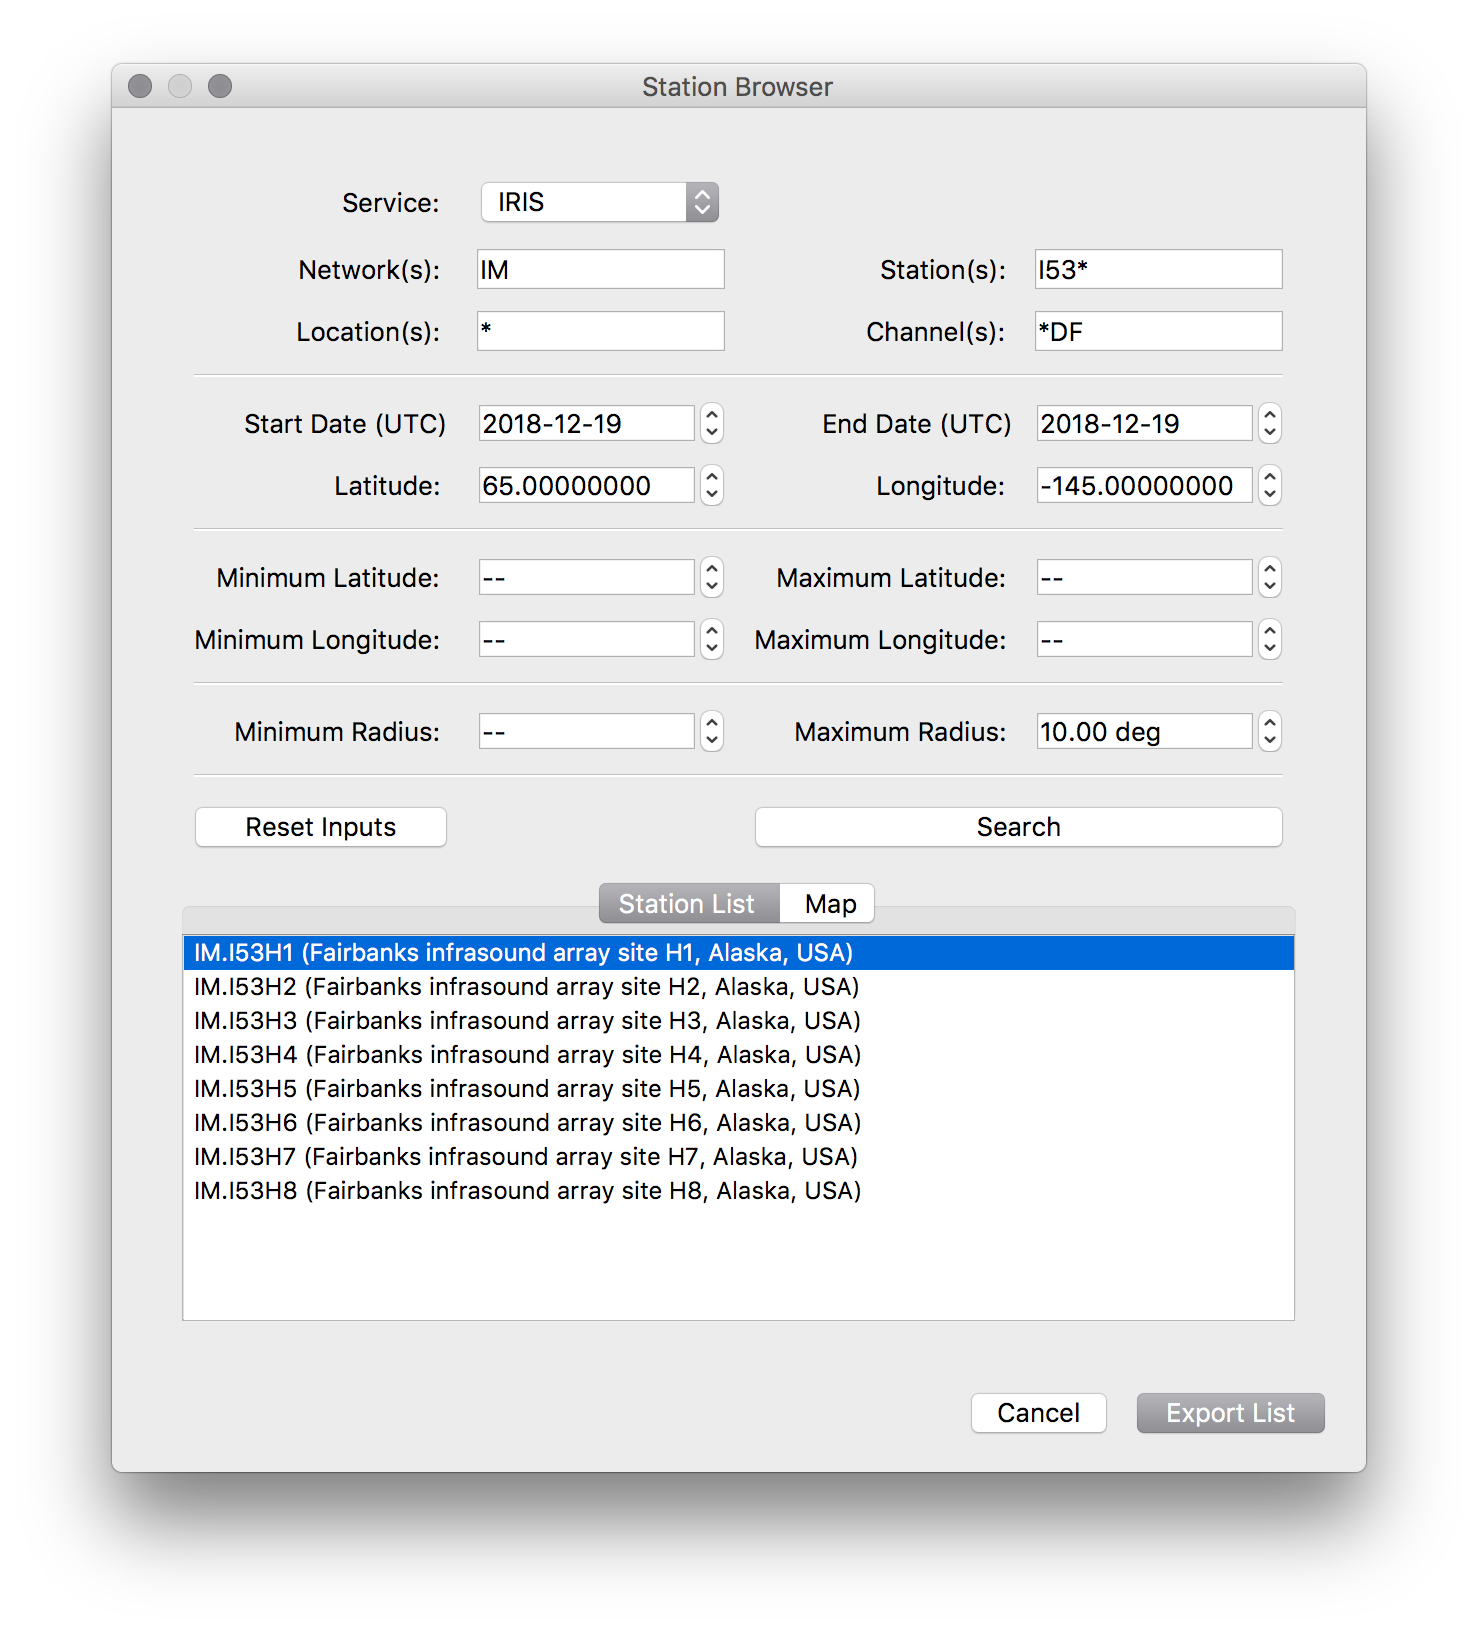 Station Browser
Service: IRIS
Network(s): IM Station(s): I53*
Location(s): * Channel(s): *DF
Start Date (UTC) 2018-12-19 End Date (UTC) 2018-12-19
Latitude: 65.00000000 Longitude: -145.00000000
Minimum Latitude: -- Maximum Latitude: --
Minimum Longitude: -- Maximum Longitude: --
Minimum Radius: -- Maximum Radius: 10.00 deg
Reset Inputs Search
Station List Map
IM.I53H1 (Fairbanks infrasound array site H1, Alaska, USA)
IM.I53H2 (Fairbanks infrasound array site H2, Alaska, USA)
IM.I53H3 (Fairbanks infrasound array site H3, Alaska, USA)
IM.I53H4 (Fairbanks infrasound array site H4, Alaska, USA)
IM.I53H5 (Fairbanks infrasound array site H5, Alaska, USA)
IM.I53H6 (Fairbanks infrasound array site H6, Alaska, USA)
IM.I53H7 (Fairbanks infrasound array site H7, Alaska, USA)
IM.I53H8 (Fairbanks infrasound array site H8, Alaska, USA)
Cancel Export List